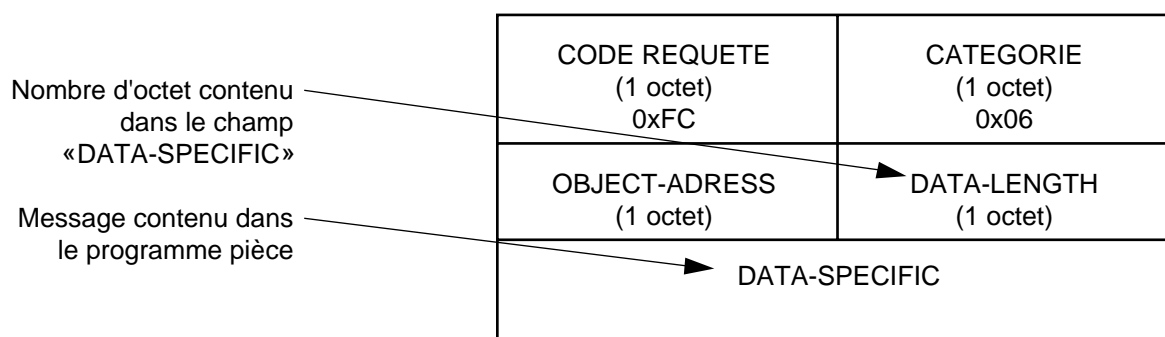 CODE REQUETE
(1 octet)
0xFC
CATEGORIE
(1 octet)
0x06
Nombre d'octet contenu
dans le champ
«DATA-SPECIFIC»
OBJECT-ADRESS
(1 octet)
DATA-LENGTH
(1 octet)
Message contenu dans
le programme pièce
DATA-SPECIFIC